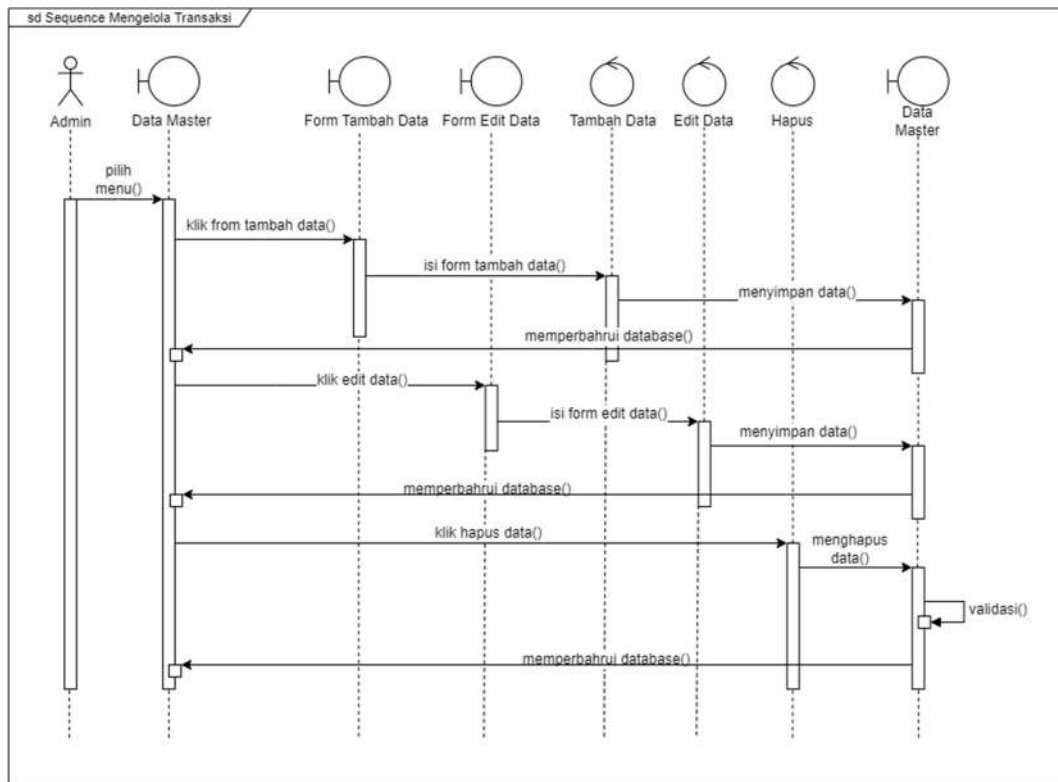 sd Sequence Mengelola Transaksi
Admin
Data Master
Form Tambah Data
Form Edit Data
Tambah Data
Edit Data
Hapus
Data
Master
pilih
menu()
klik from tambah data()
isi form tambah data()
menyimpan data()
memperbahrui database()
klik edit data()
isi form edit data()
menyimpan data()
memperbahrui database()
klik hapus data()
menghapus
data()
validasi()
memperbahrui database()